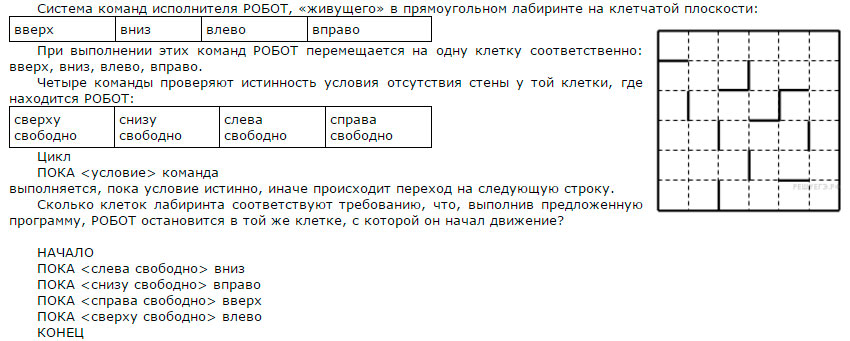 Система команд исполнителя РОБОТ, «живущего» в прямоугольном лабиринте на клетчатой плоскости:
вверх вниз влево вправо
При выполнении этих команд РОБОТ перемещается на одну клетку соответственно:
вверх, вниз, влево, вправо.
Четыре команды проверяют истинность условия отсутствия стены у той клетки, где
находится РОБОТ:
сверху снизу слева справа
свободно свободно свободно свободно
Цикл
ПОКА <условие> команда
выполняется, пока условие истинно, иначе происходит переход на следующую строку.
Сколько клеток лабиринта соответствуют требованию, что, выполнив предложенную
программу, РОБОТ остановится в той же клетке, с которой он начал движение?
НАЧАЛО
ПОКА <слева свободно> вниз
ПОКА <снизу свободно> вправо
ПОКА <справа свободно> вверх
ПОКА <сверху свободно> влево
КОНЕЦ
РЕШУЕГЭ.РФ